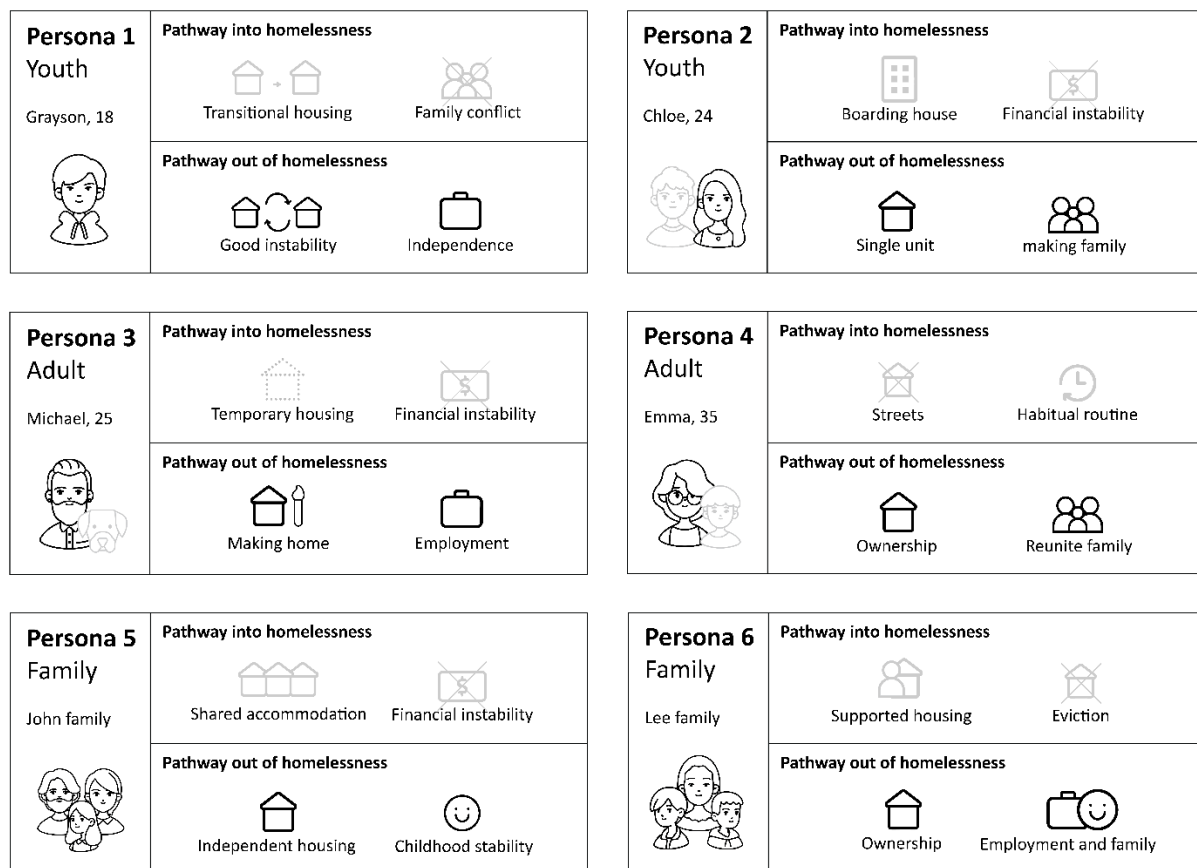 Persona 1
Youth
Grayson, 18
Pathway into homelessness
Transitional housing
Family conflict
Pathway out of homelessness
Good instability
Independence
Persona 2
Youth
Chloe, 24
Pathway into homelessness
Boarding house
$
Financial instability
Pathway out of homelessness
Single unit
making family
Persona 3
Adult
Michael, 25
Pathway into homelessness
Temporary housing
$
Financial instability
Pathway out of homelessness
Making home
Employment
Persona 4
Adult
Emma, 35
Pathway into homelessness
Streets
Habitual routine
Pathway out of homelessness
Ownership
Reunite family
Persona 5
Family
John family
Pathway into homelessness
Shared accommodation
$
Financial instability
Pathway out of homelessness
Independent housing
Childhood stability
Persona 6
Family
Lee family
Pathway into homelessness
Supported housing
Eviction
Pathway out of homelessness
Ownership
Employment and family